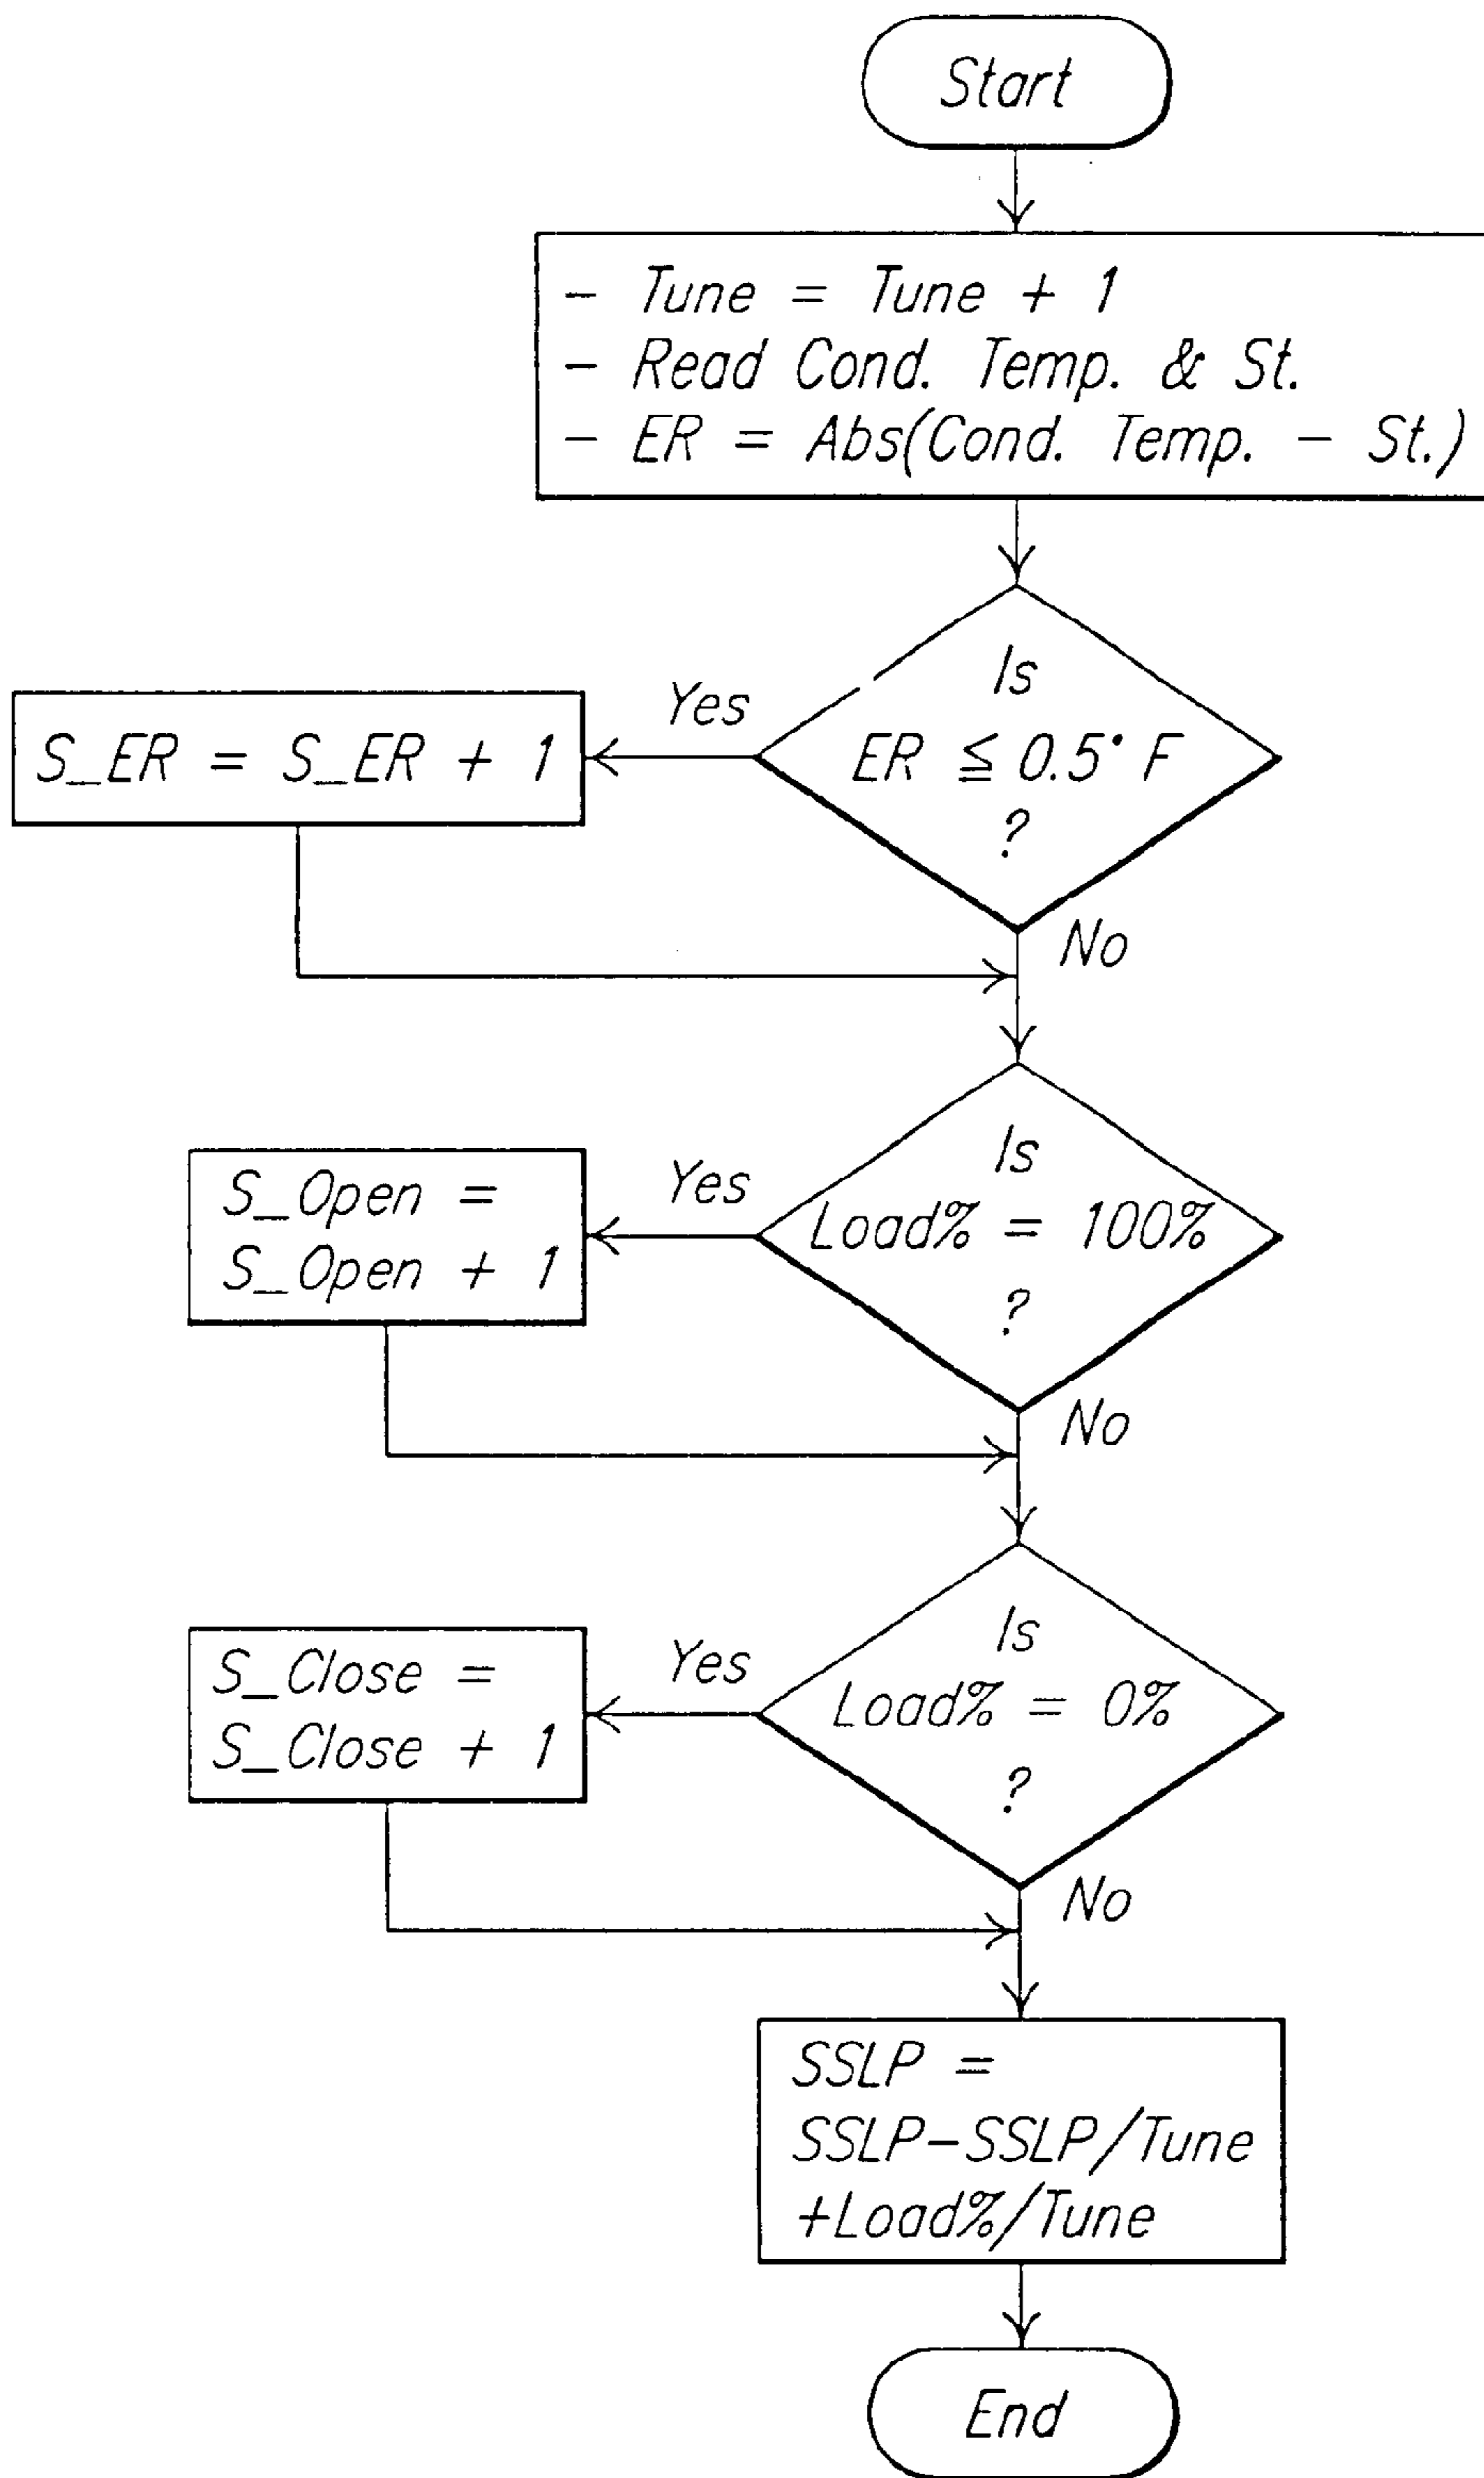 Start
- Tune = Tune + 1
- Read Cond. Temp. & St.
- ER = Abs(Cond. Temp. - St.)
Is
ER ≦ 0.5° F
?
Yes
S_ER = S_ER + 1
No
Is
Load% = 100%
?
Yes
S_Open =
S_Open + 1
No
Is
Load% = 0%
?
Yes
S_Close =
S_Close + 1
No
SSLP =
SSLP-SSLP/Tune
+Load%/Tune
End